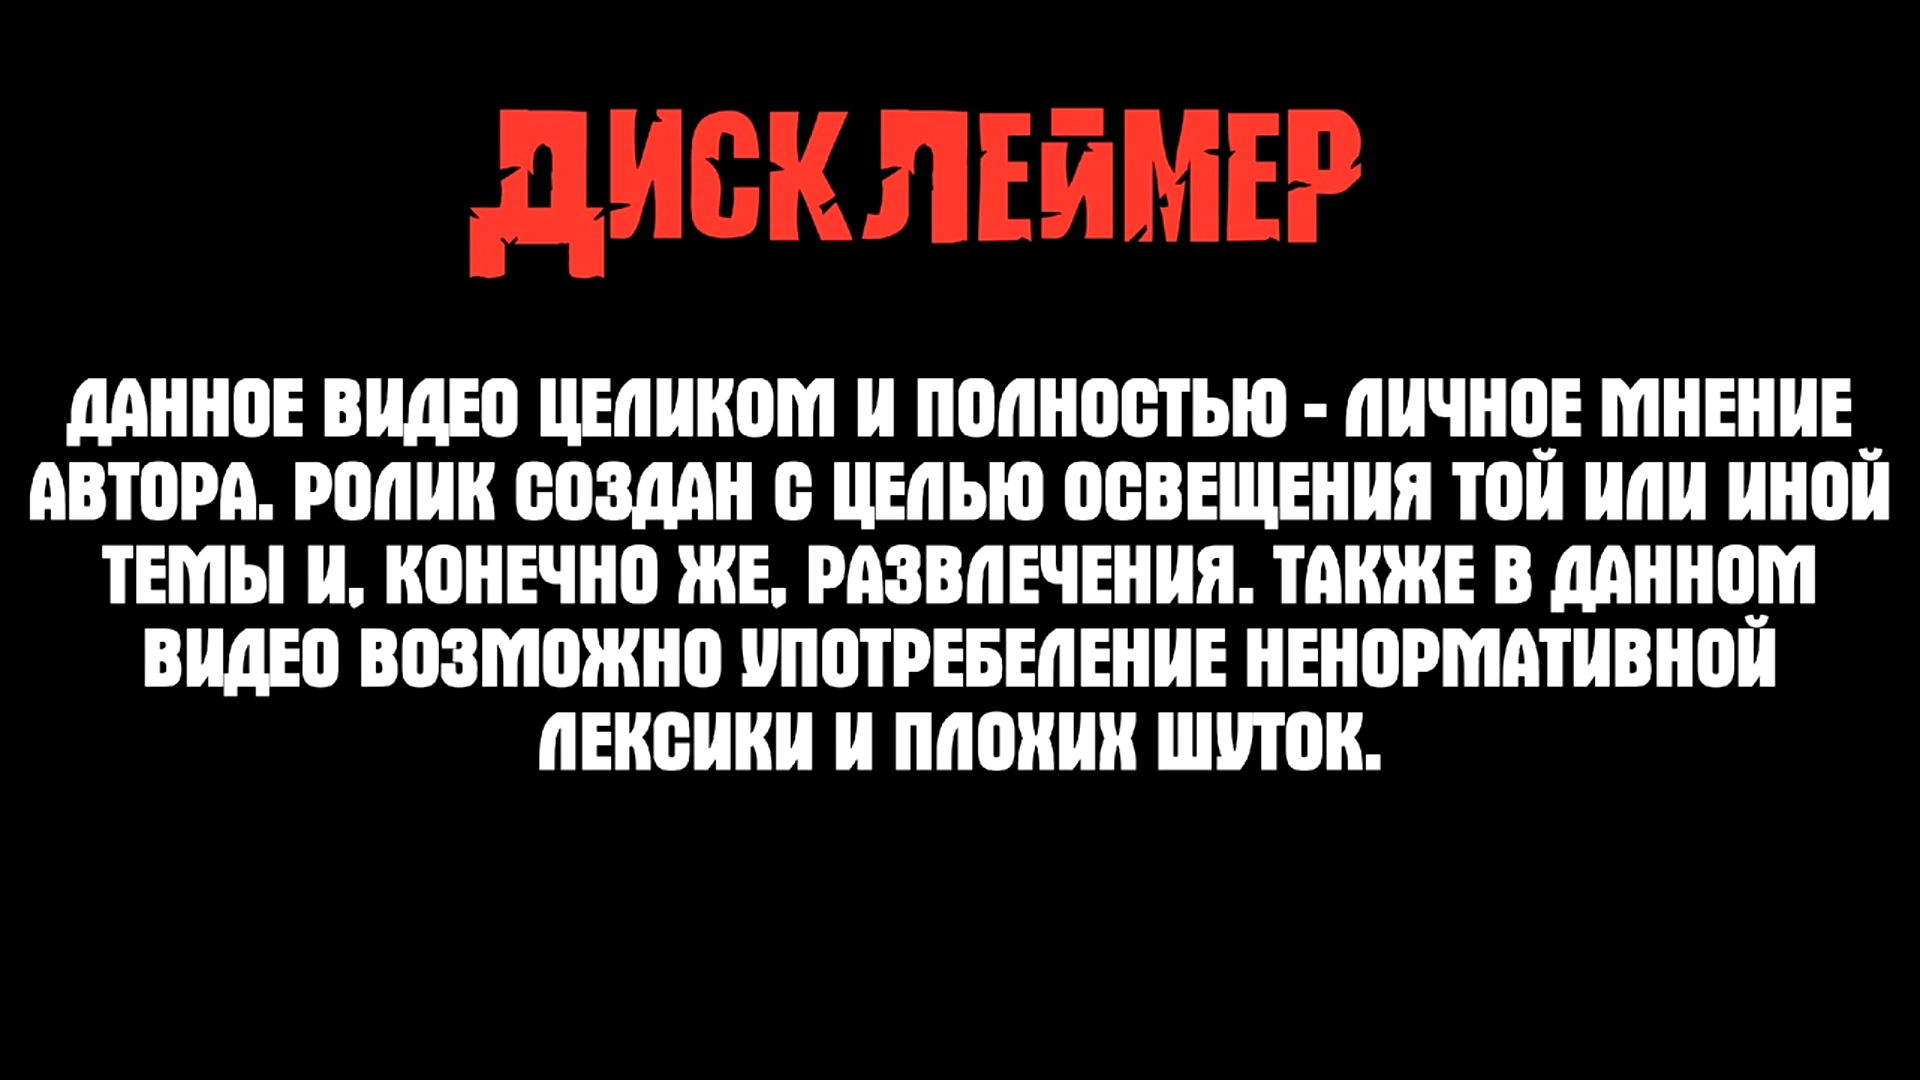 ДИСКЛЕЙМЕР
ДАННОЕ ВИДЕО ЦЕЛИКОМ И ПОЛНОСТЬЮ - ЛИЧНОЕ МНЕНИЕ
АВТОРА. РОЛИК СОЗДАН С ЦЕЛЬЮ ОСВЕЩЕНИЯ ТОЙ ИЛИ ИНОЙ
ТЕМЫ И, КОНЕЧНО ЖЕ, РАЗВЛЕЧЕНИЯ. ТАКЖЕ В ДАННОМ
ВИДЕО ВОЗМОЖНО УПОТРЕБЕЛЕНИЕ НЕНОРМАТИВНОЙ
ЛЕКСИКИ И ПЛОХИХ ШУТОК.